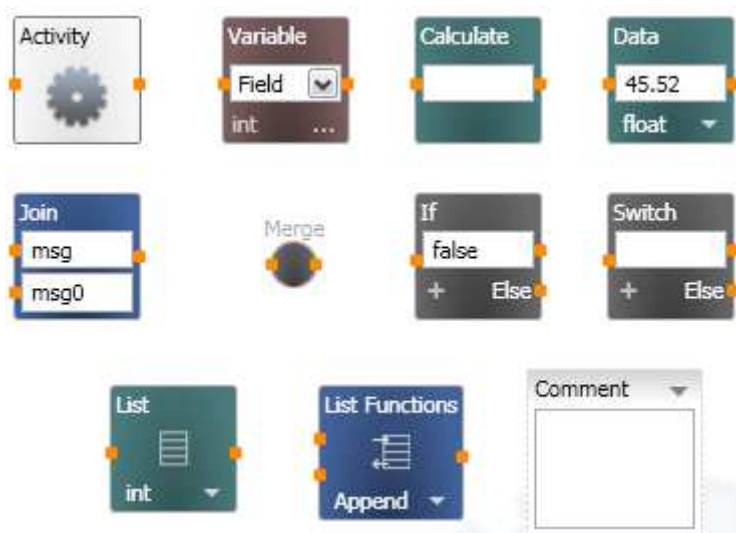 Activity
Variable
Field
int ...
Calculate
Data
45.52
float
Join
msg
msg0
Merge
If
false
+ Else
Switch
+ Else
List
int
List Functions
Append
Comment